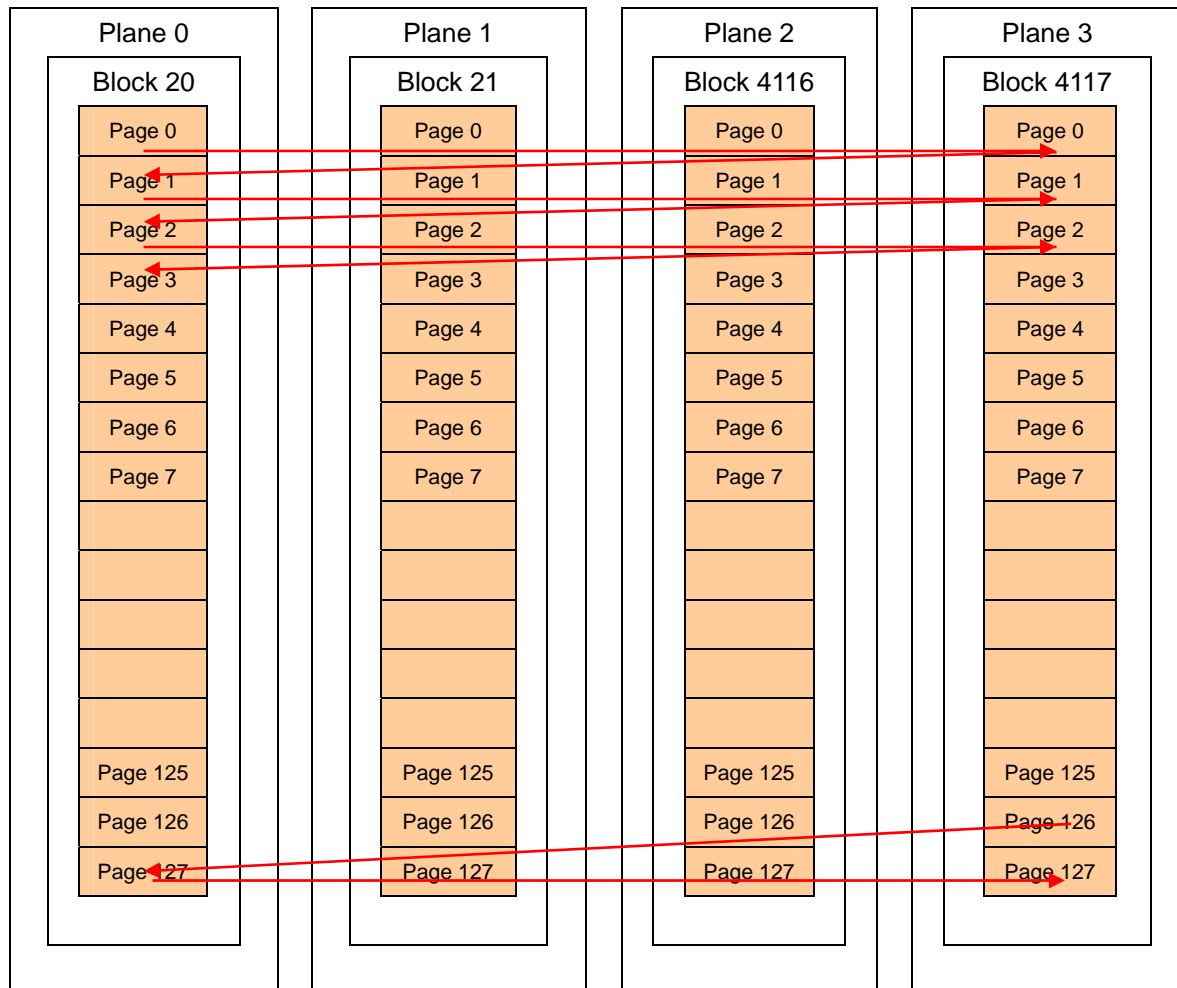 Plane 0 Plane 1 Plane 2 Plane 3
Block 20 Block 21 Block 4116 Block 4117
Page 0 Page 0 Page 0 Page 0
Page 1 Page 1 Page 1 Page 1
Page 2 Page 2 Page 2 Page 2
Page 3 Page 3 Page 3 Page 3
Page 4 Page 4 Page 4 Page 4
Page 5 Page 5 Page 5 Page 5
Page 6 Page 6 Page 6 Page 6
Page 7 Page 7 Page 7 Page 7
Page 125 Page 125 Page 125 Page 125
Page 126 Page 126 Page 126 Page 126
Page 127 Page 127 Page 127 Page 127